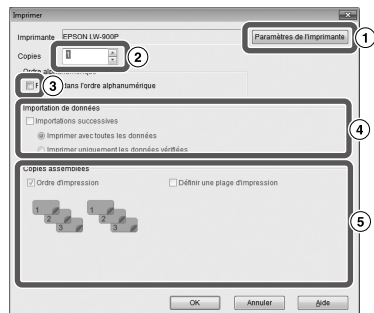 Imprimer
Imprimante EPSON LW-900P Paramètres de l'imprimante 1
Copies 1 2
Ordre alphanumérique
3 dans l'ordre alphanumérique
Importation de données
Importations successives
Imprimer avec toutes les données
4
Imprimer uniquement les données vérifiées
Copies assemblées
Ordre d'impression Définir une plage d'impression
1 1
2 2
3 3
5
OK Annuler Aide